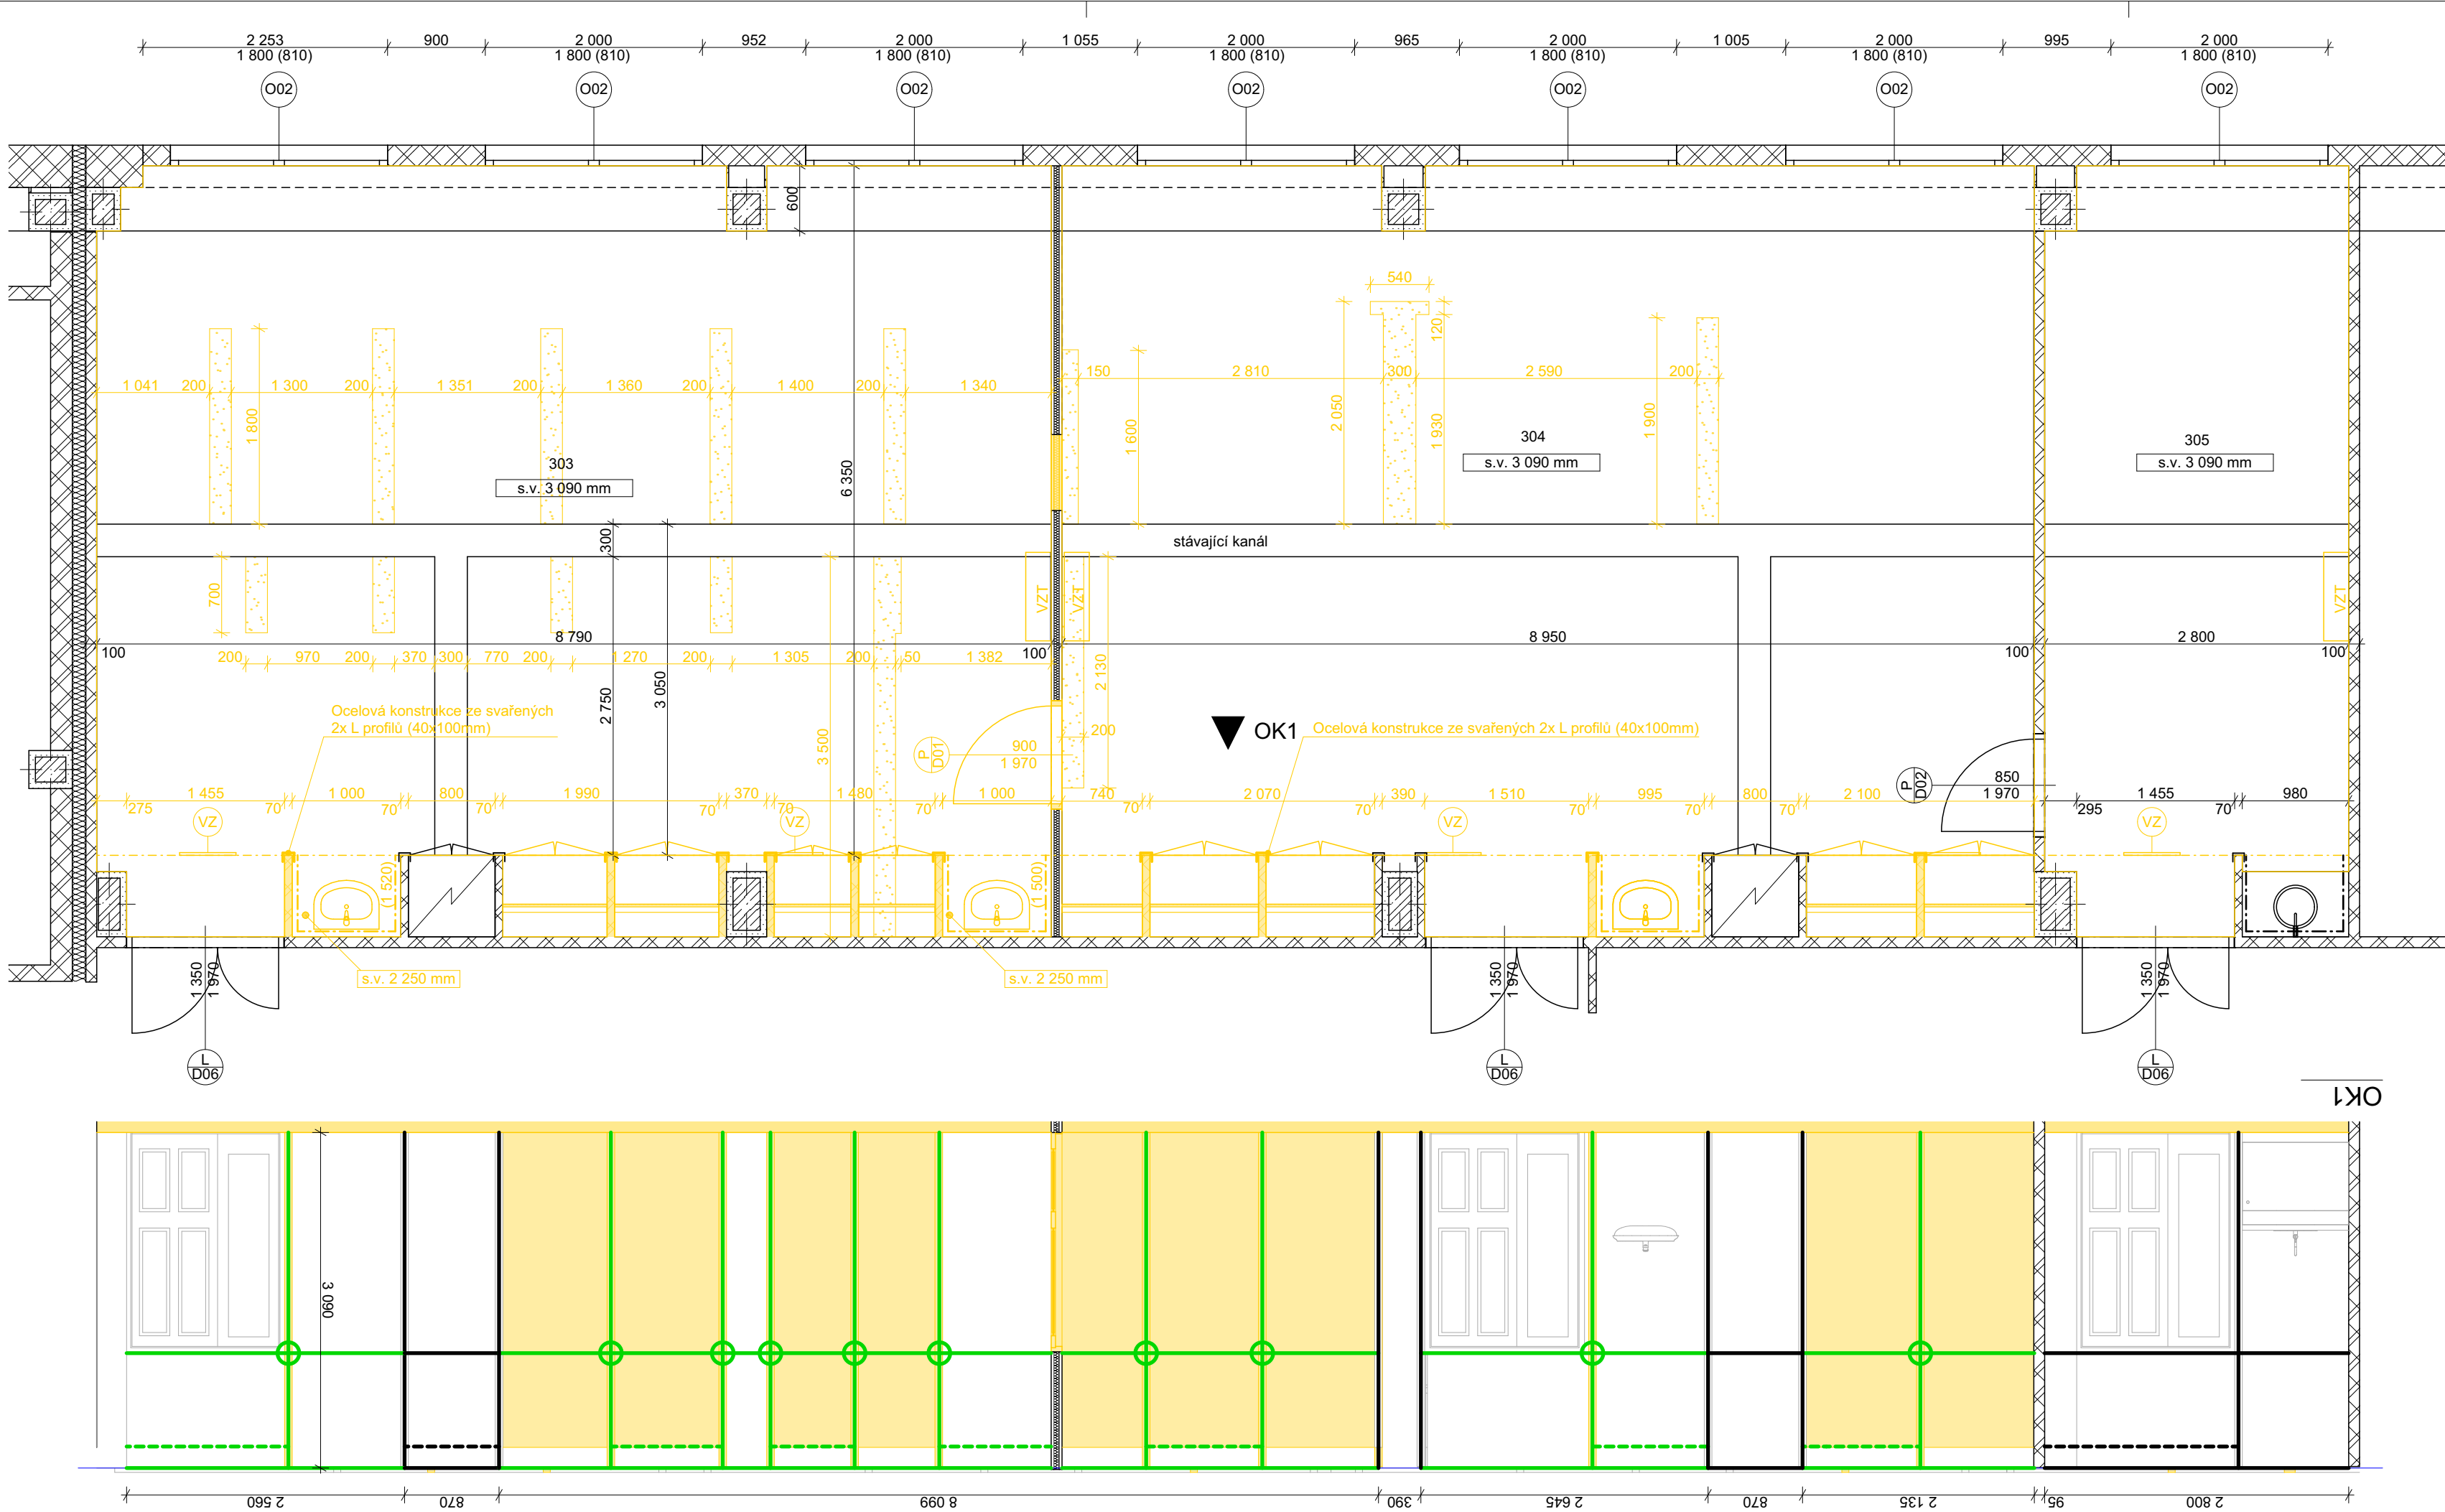 2 253 900 2 000 952 2 000 1 055 2 000 965 2 000 1 005 2 000 995 2 000
1 800 (810) 1 800 (810) 1 800 (810) 1 800 (810) 1 800 (810) 1 800 (810) 1 800 (810)
O02 O02 O02 O02 O02 O02 O02
600
540
120
1 041 200 1 300 200 1 351 200 1 360 200 1 400 200 1 340 150 2 810 300 2 590 200
1 800
6 350
1 600
2 050
1 930
1 900
303
s.v. 3 090 mm
304
s.v. 3 090 mm
305
s.v. 3 090 mm
stávající kanál
300
700
VZT
VZT
VZT
8 790 8 950 2 800
100 100 100 100
200 970 200 370 300 770 200 1 270 200 1 305 200 50 1 382
2 750
3 050
3 500
2 130
200
Ocelová konstrukce ze svařených
2x L profilů (40x100mm)
OK1
Ocelová konstrukce ze svařených 2x L profilů (40x100mm)
P
D01
900
1 970
P
D02
850
1 970
1 455 1 000 800 1 990 370 1 480 1 000 740 2 070 390 1 510 995 800 2 100 1 455 980
275 70 70 70 70 70 70 70 70 70 70 70 295 70
VZ VZ VZ VZ
(1 520)
(1 500)
s.v. 2 250 mm
s.v. 2 250 mm
1 350
1 970
1 350
1 970
1 350
1 970
L
D06
L
D06
L
D06
OK1
3 090
2 560 870 8 099 390 2 645 870 2 135 95 2 800